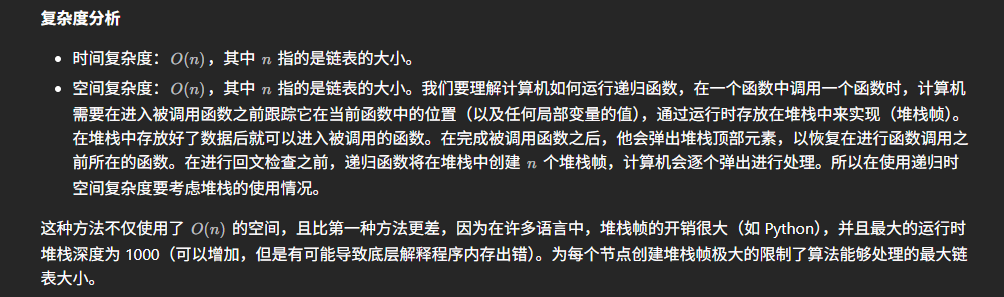 复杂度分析
• 时间复杂度：O(n)，其中 n 指的是链表的大小。
• 空间复杂度：O(n)，其中 n 指的是链表的大小。我们要理解计算机如何运行递归函数，在一个函数中调用一个函数时，计算机
需要在进入被调用函数之前跟踪它在当前函数中的位置（以及任何局部变量的值），通过运行时存放在堆栈中来实现（堆栈帧）。
在堆栈中存放好了数据后就可以进入被调用的函数。在完成被调用函数之后，他会弹出堆栈顶部元素，以恢复在进行函数调用之
前所在的函数。在进行回文检查之前，递归函数将在堆栈中创建 n 个堆栈帧，计算机会逐个弹出进行处理。所以在使用递归时
空间复杂度要考虑堆栈的使用情况。
这种方法不仅使用了 O(n) 的空间，且比第一种方法更差，因为在许多语言中，堆栈帧的开销很大（如 Python），并且最大的运行时
堆栈深度为 1000（可以增加，但是有可能导致底层解释程序内存出错）。为每个节点创建堆栈帧极大的限制了算法能够处理的最大链
表大小。